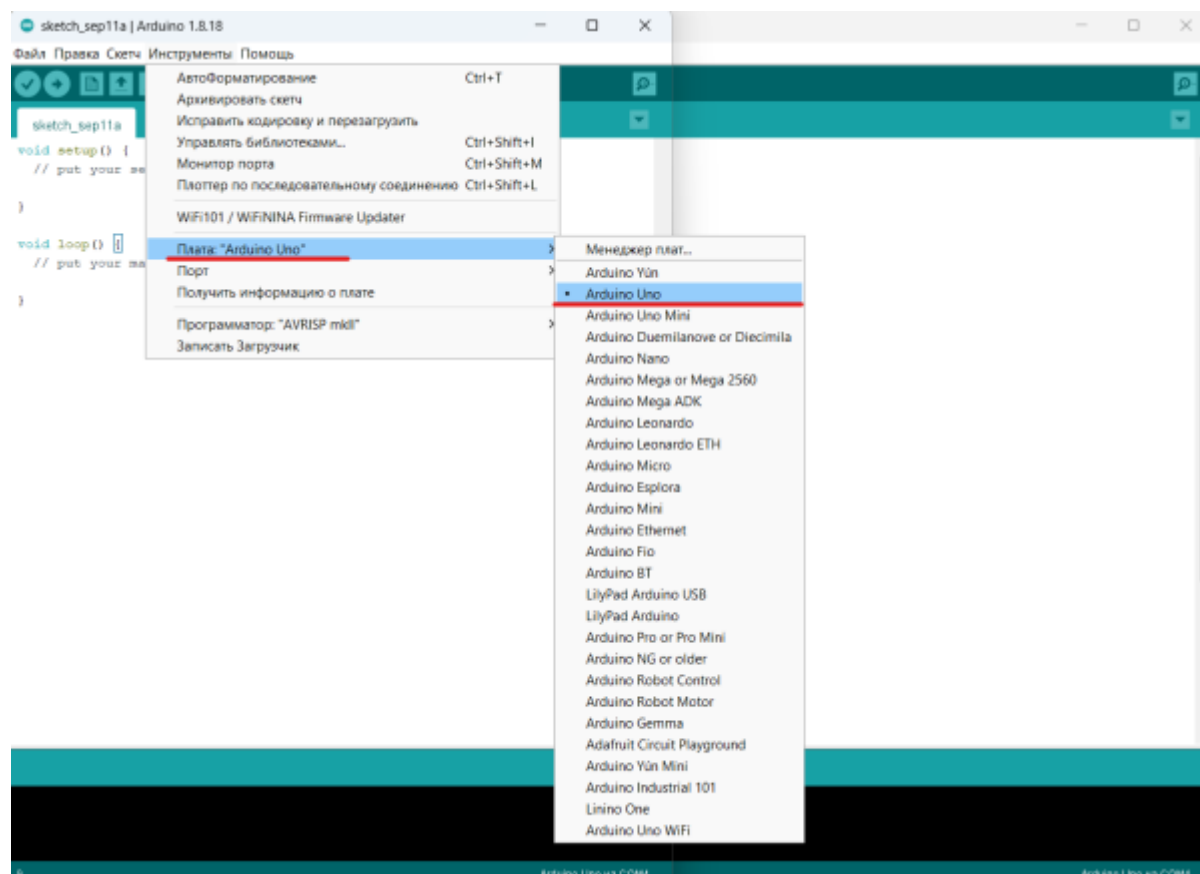 sketch_sep11a | Arduino 1.8.18
Файл Правка Скетч Инструменты Помощь
sketch_sep11a
void setup() {
// put your se
}
void loop() {
// put your ma
}
АвтоФорматирование Ctrl+T
Архивировать скетч
Исправить кодировку и перезагрузить
Управлять библиотеками... Ctrl+Shift+I
Монитор порта Ctrl+Shift+M
Плоттер по последовательному соединению Ctrl+Shift+L
WiFi101 / WiFiNINA Firmware Updater
Плата: "Arduino Uno"
Порт
Получить информацию о плате
Программатор: "AVRISP mkII"
Записать Загрузчик
Менеджер плат...
Arduino Yún
Arduino Uno
Arduino Uno Mini
Arduino Duemilanove or Diecimila
Arduino Nano
Arduino Mega or Mega 2560
Arduino Mega ADK
Arduino Leonardo
Arduino Leonardo ETH
Arduino Micro
Arduino Esplora
Arduino Mini
Arduino Ethernet
Arduino Fio
Arduino BT
LilyPad Arduino USB
LilyPad Arduino
Arduino Pro or Pro Mini
Arduino NG or older
Arduino Robot Control
Arduino Robot Motor
Arduino Gemma
Adafruit Circuit Playground
Arduino Yún Mini
Arduino Industrial 101
Linino One
Arduino Uno WiFi